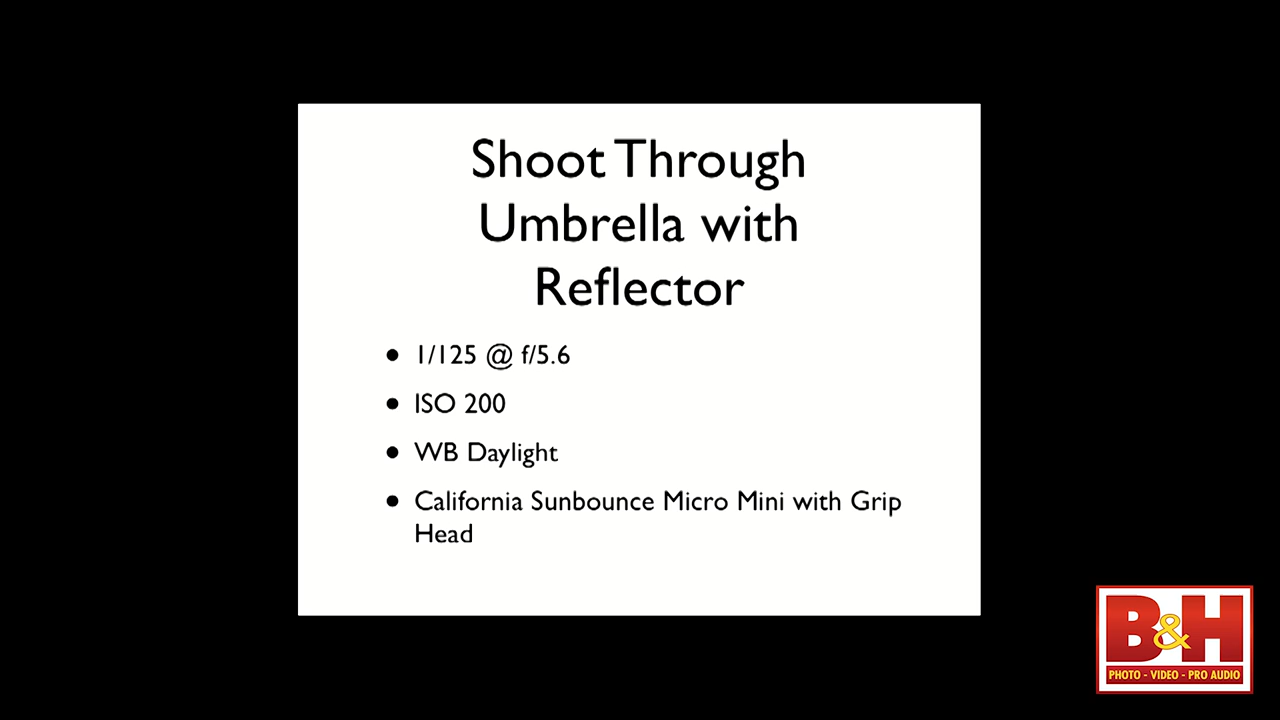 Shoot Through
Umbrella with
Reflector
• 1/125 @ f/5.6
• ISO 200
• WB Daylight
• California Sunbounce Micro Mini with Grip
Head
B&H
PHOTO - VIDEO - PRO AUDIO